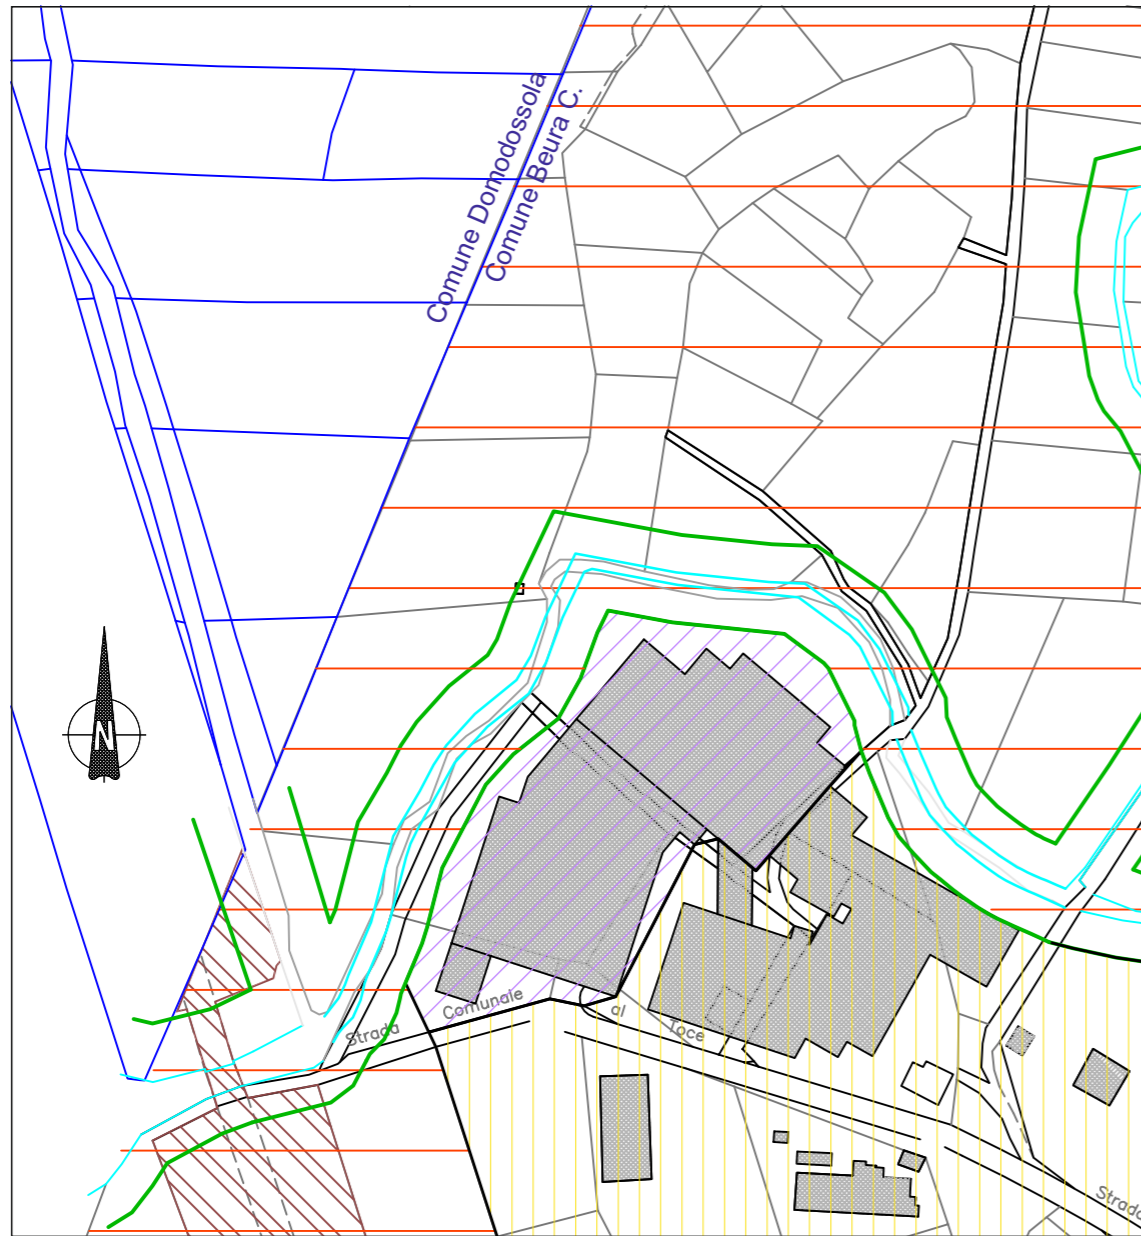 Comune Domodossola
Comune Beura C.
N
Strada Comunale al Toce
Strada